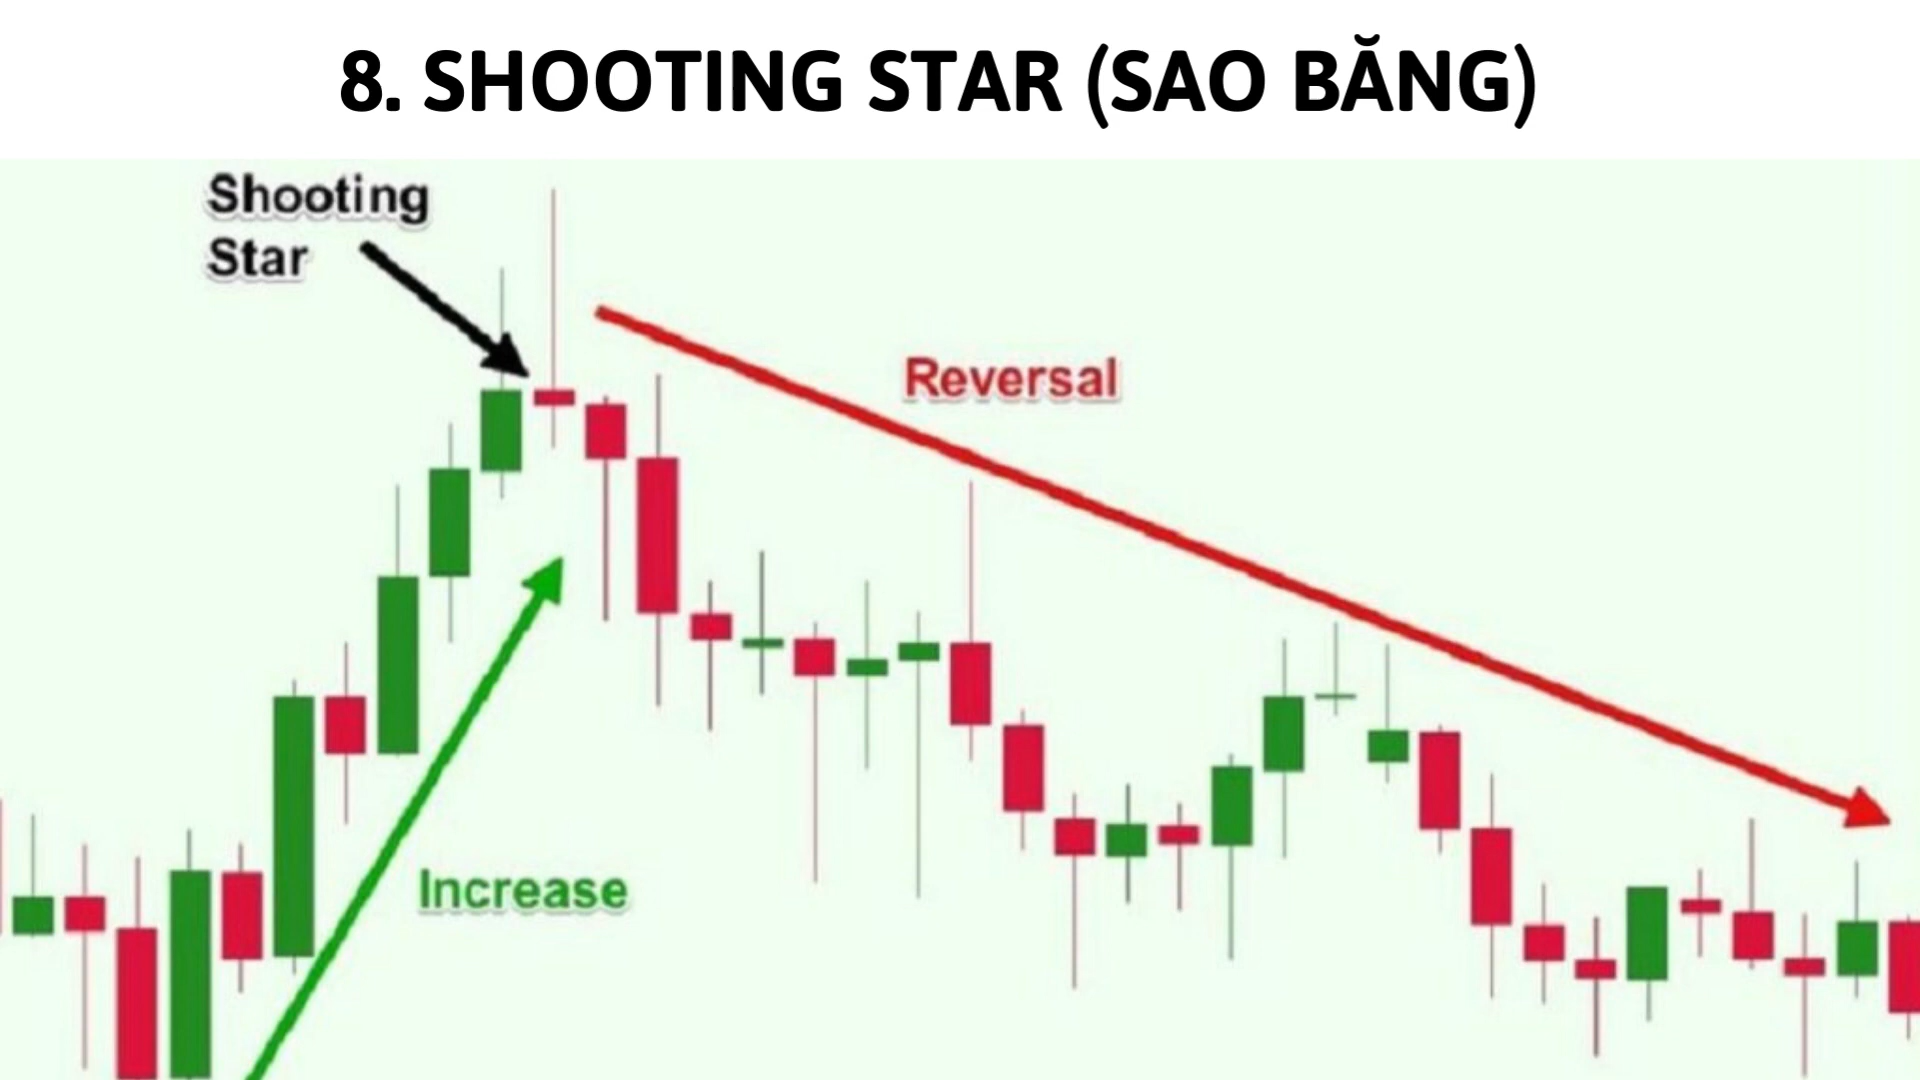 8. SHOOTING STAR (SAO BĂNG)
Shooting
Star
Reversal
Increase